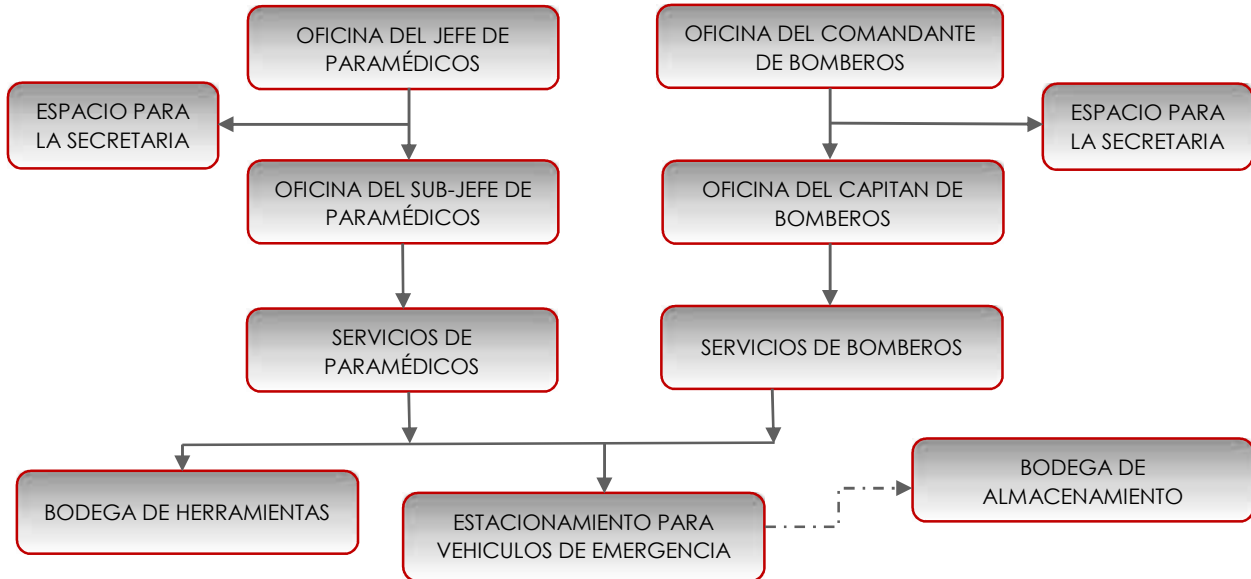 OFICINA DEL JEFE DE
PARAMÉDICOS
OFICINA DEL COMANDANTE
DE BOMBEROS
ESPACIO PARA
LA SECRETARIA
ESPACIO PARA
LA SECRETARIA
OFICINA DEL SUB-JEFE DE
PARAMÉDICOS
OFICINA DEL CAPITAN DE
BOMBEROS
SERVICIOS DE
PARAMÉDICOS
SERVICIOS DE BOMBEROS
BODEGA DE HERRAMIENTAS
ESTACIONAMIENTO PARA
VEHICULOS DE EMERGENCIA
BODEGA DE
ALMACENAMIENTO